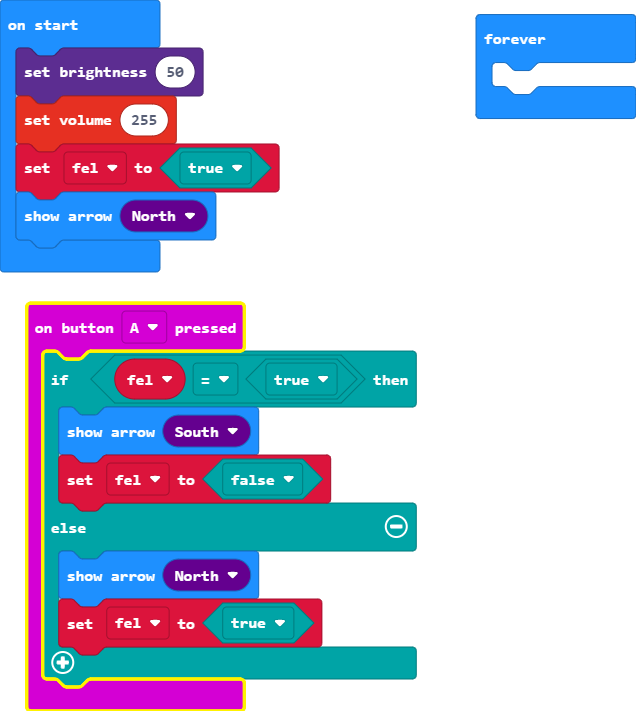 on start
set brightness 50
set volume 255
set fel to true
show arrow North
forever
on button A pressed
if fel = true then
show arrow South
set fel to false
else
show arrow North
set fel to true